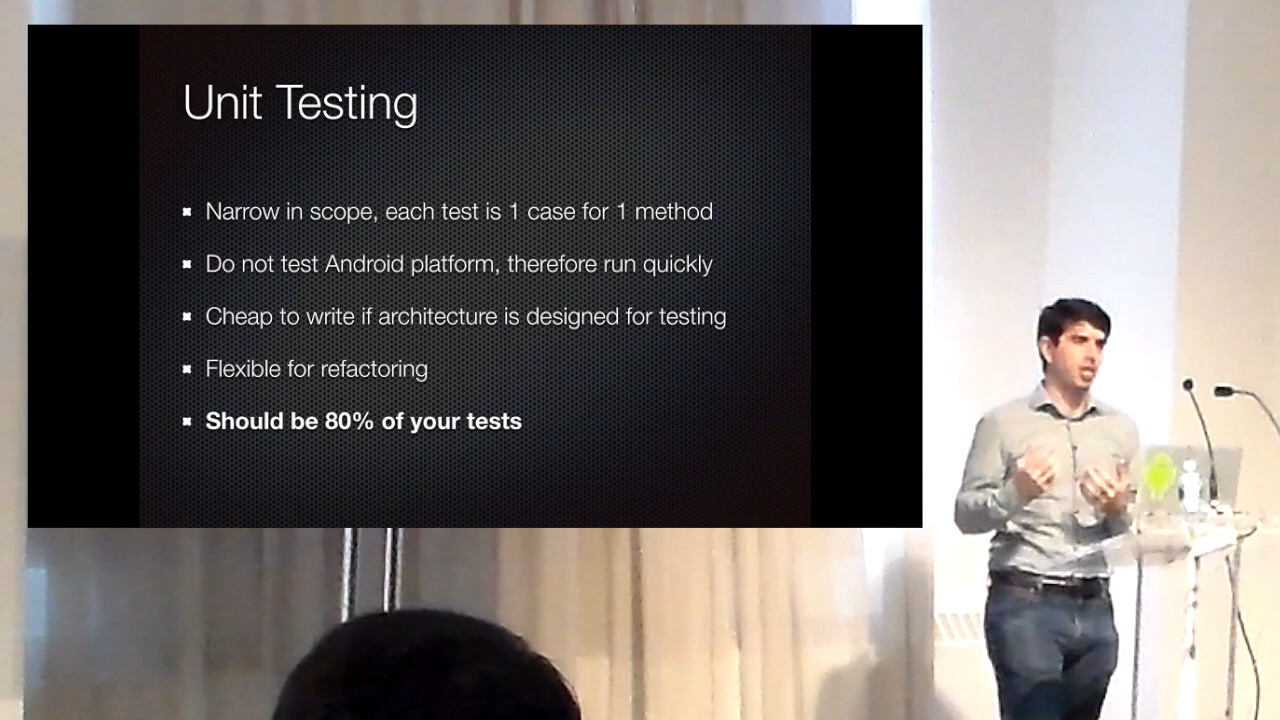 Unit Testing
Narrow in scope, each test is 1 case for 1 method
Do not test Android platform, therefore run quickly
Cheap to write if architecture is designed for testing
Flexible for refactoring
Should be 80% of your tests